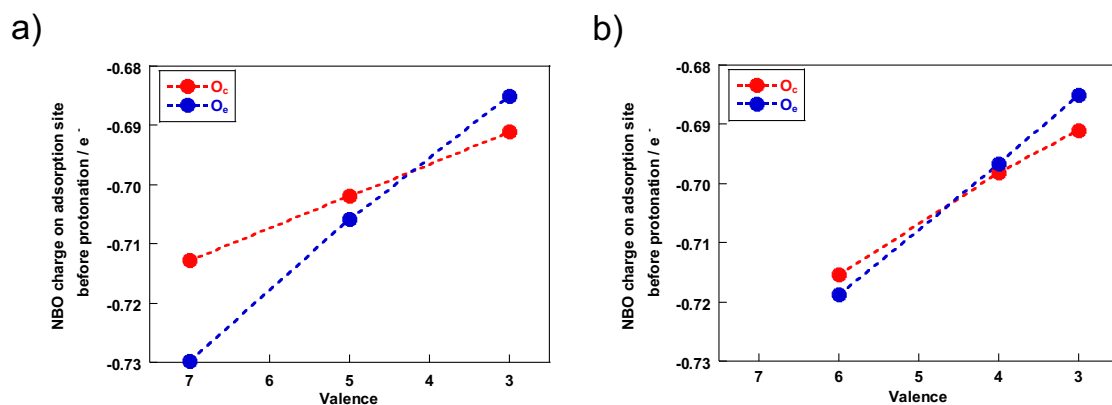 a)
NBO charge on adsorption site
before protonation / e -
-0.68
-0.69
-0.70
-0.71
-0.72
-0.73
Oc
Oe
7
6
5
4
3
Valence
b)
NBO charge on adsorption site
before protonation / e -
-0.68
-0.69
-0.70
-0.71
-0.72
-0.73
Oc
Oe
7
6
5
4
3
Valence